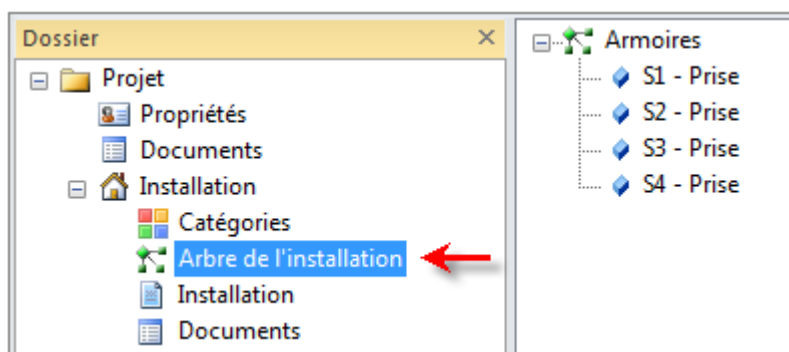 Dossier
Projet
Propriétés
Documents
Installation
Catégories
Arbre de l'installation
Installation
Documents
Armoires
S1 - Prise
S2 - Prise
S3 - Prise
S4 - Prise